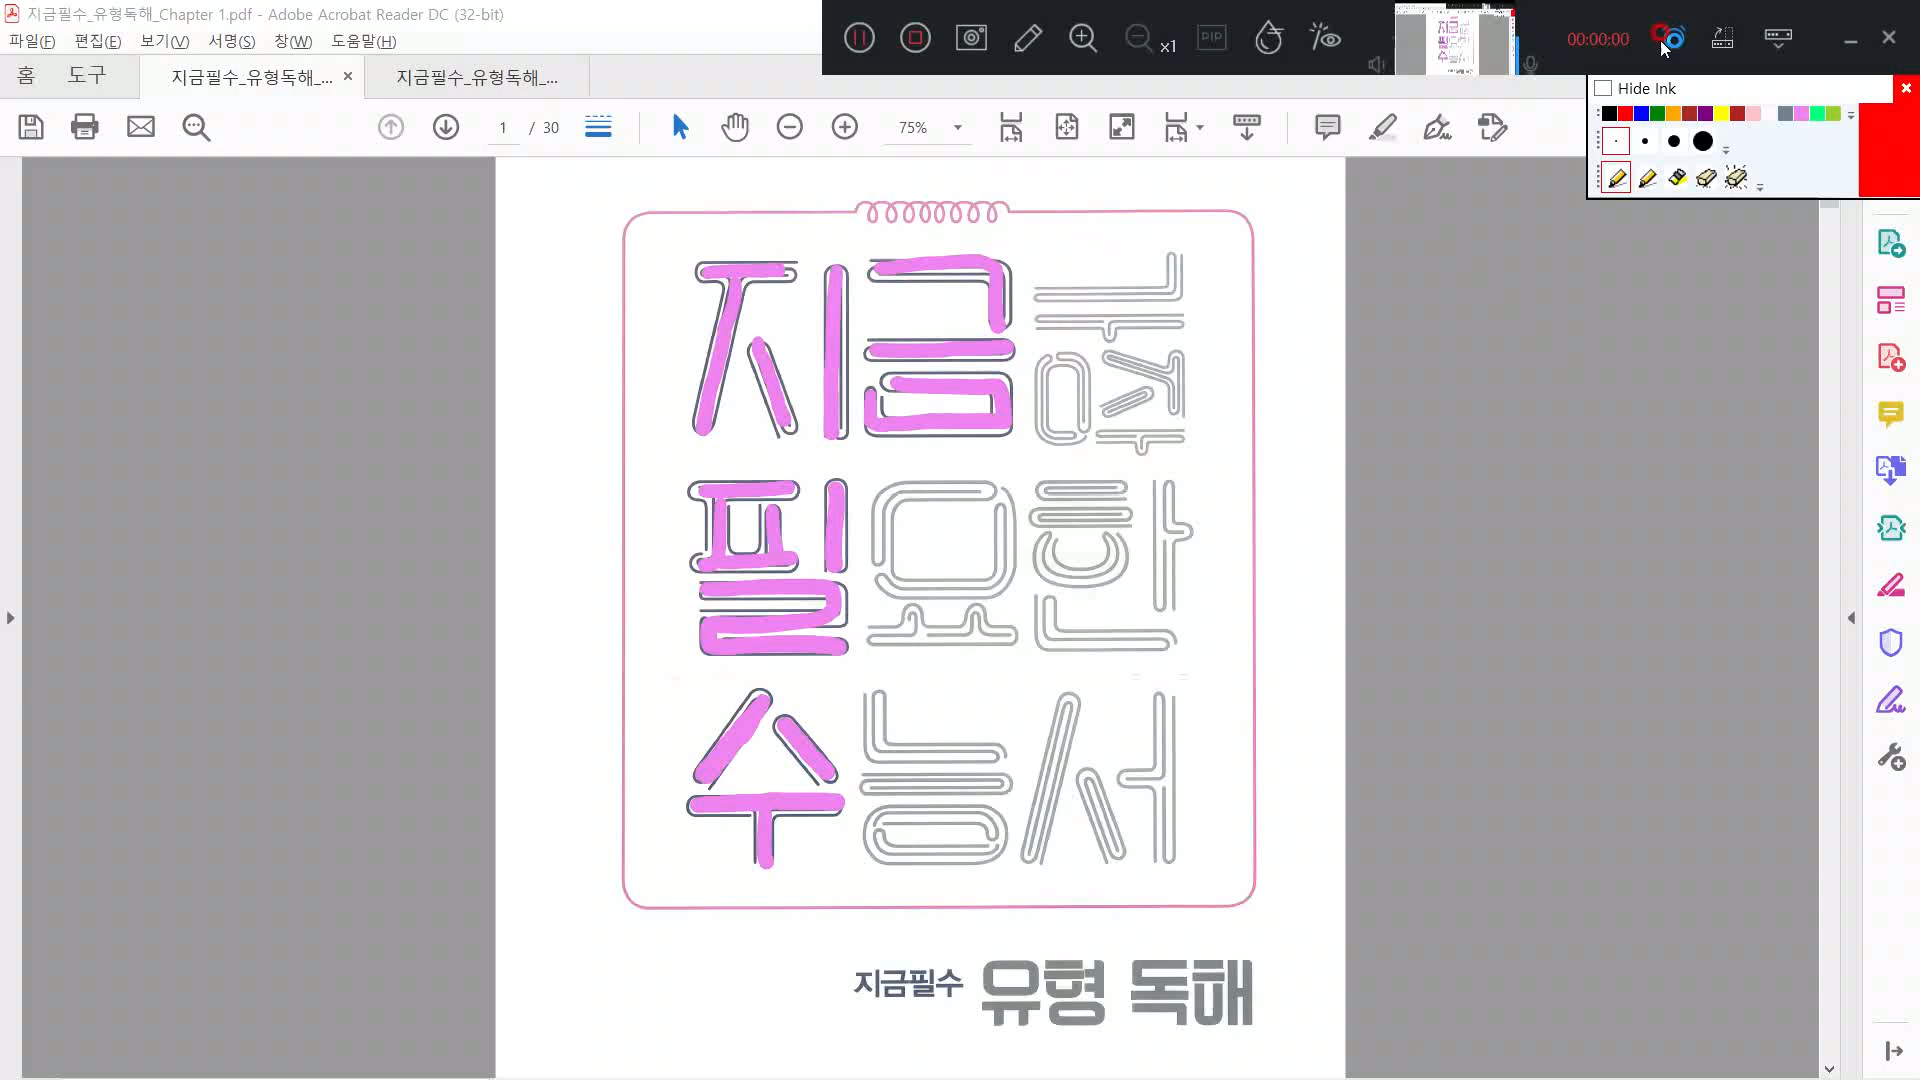 지금필수_유형독해_Chapter 1.pdf - Adobe Acrobat Reader DC (32-bit)
파일(F) 편집(E) 보기(V) 서명(S) 창(W) 도움말(H)
x1
PIP
00:00:00
홈 도구 지금필수_유형독해_... × 지금필수_유형독해_...
Hide Ink
1 / 30 75%
지금 내게
필요한
수능서
지금필수 유형 독해